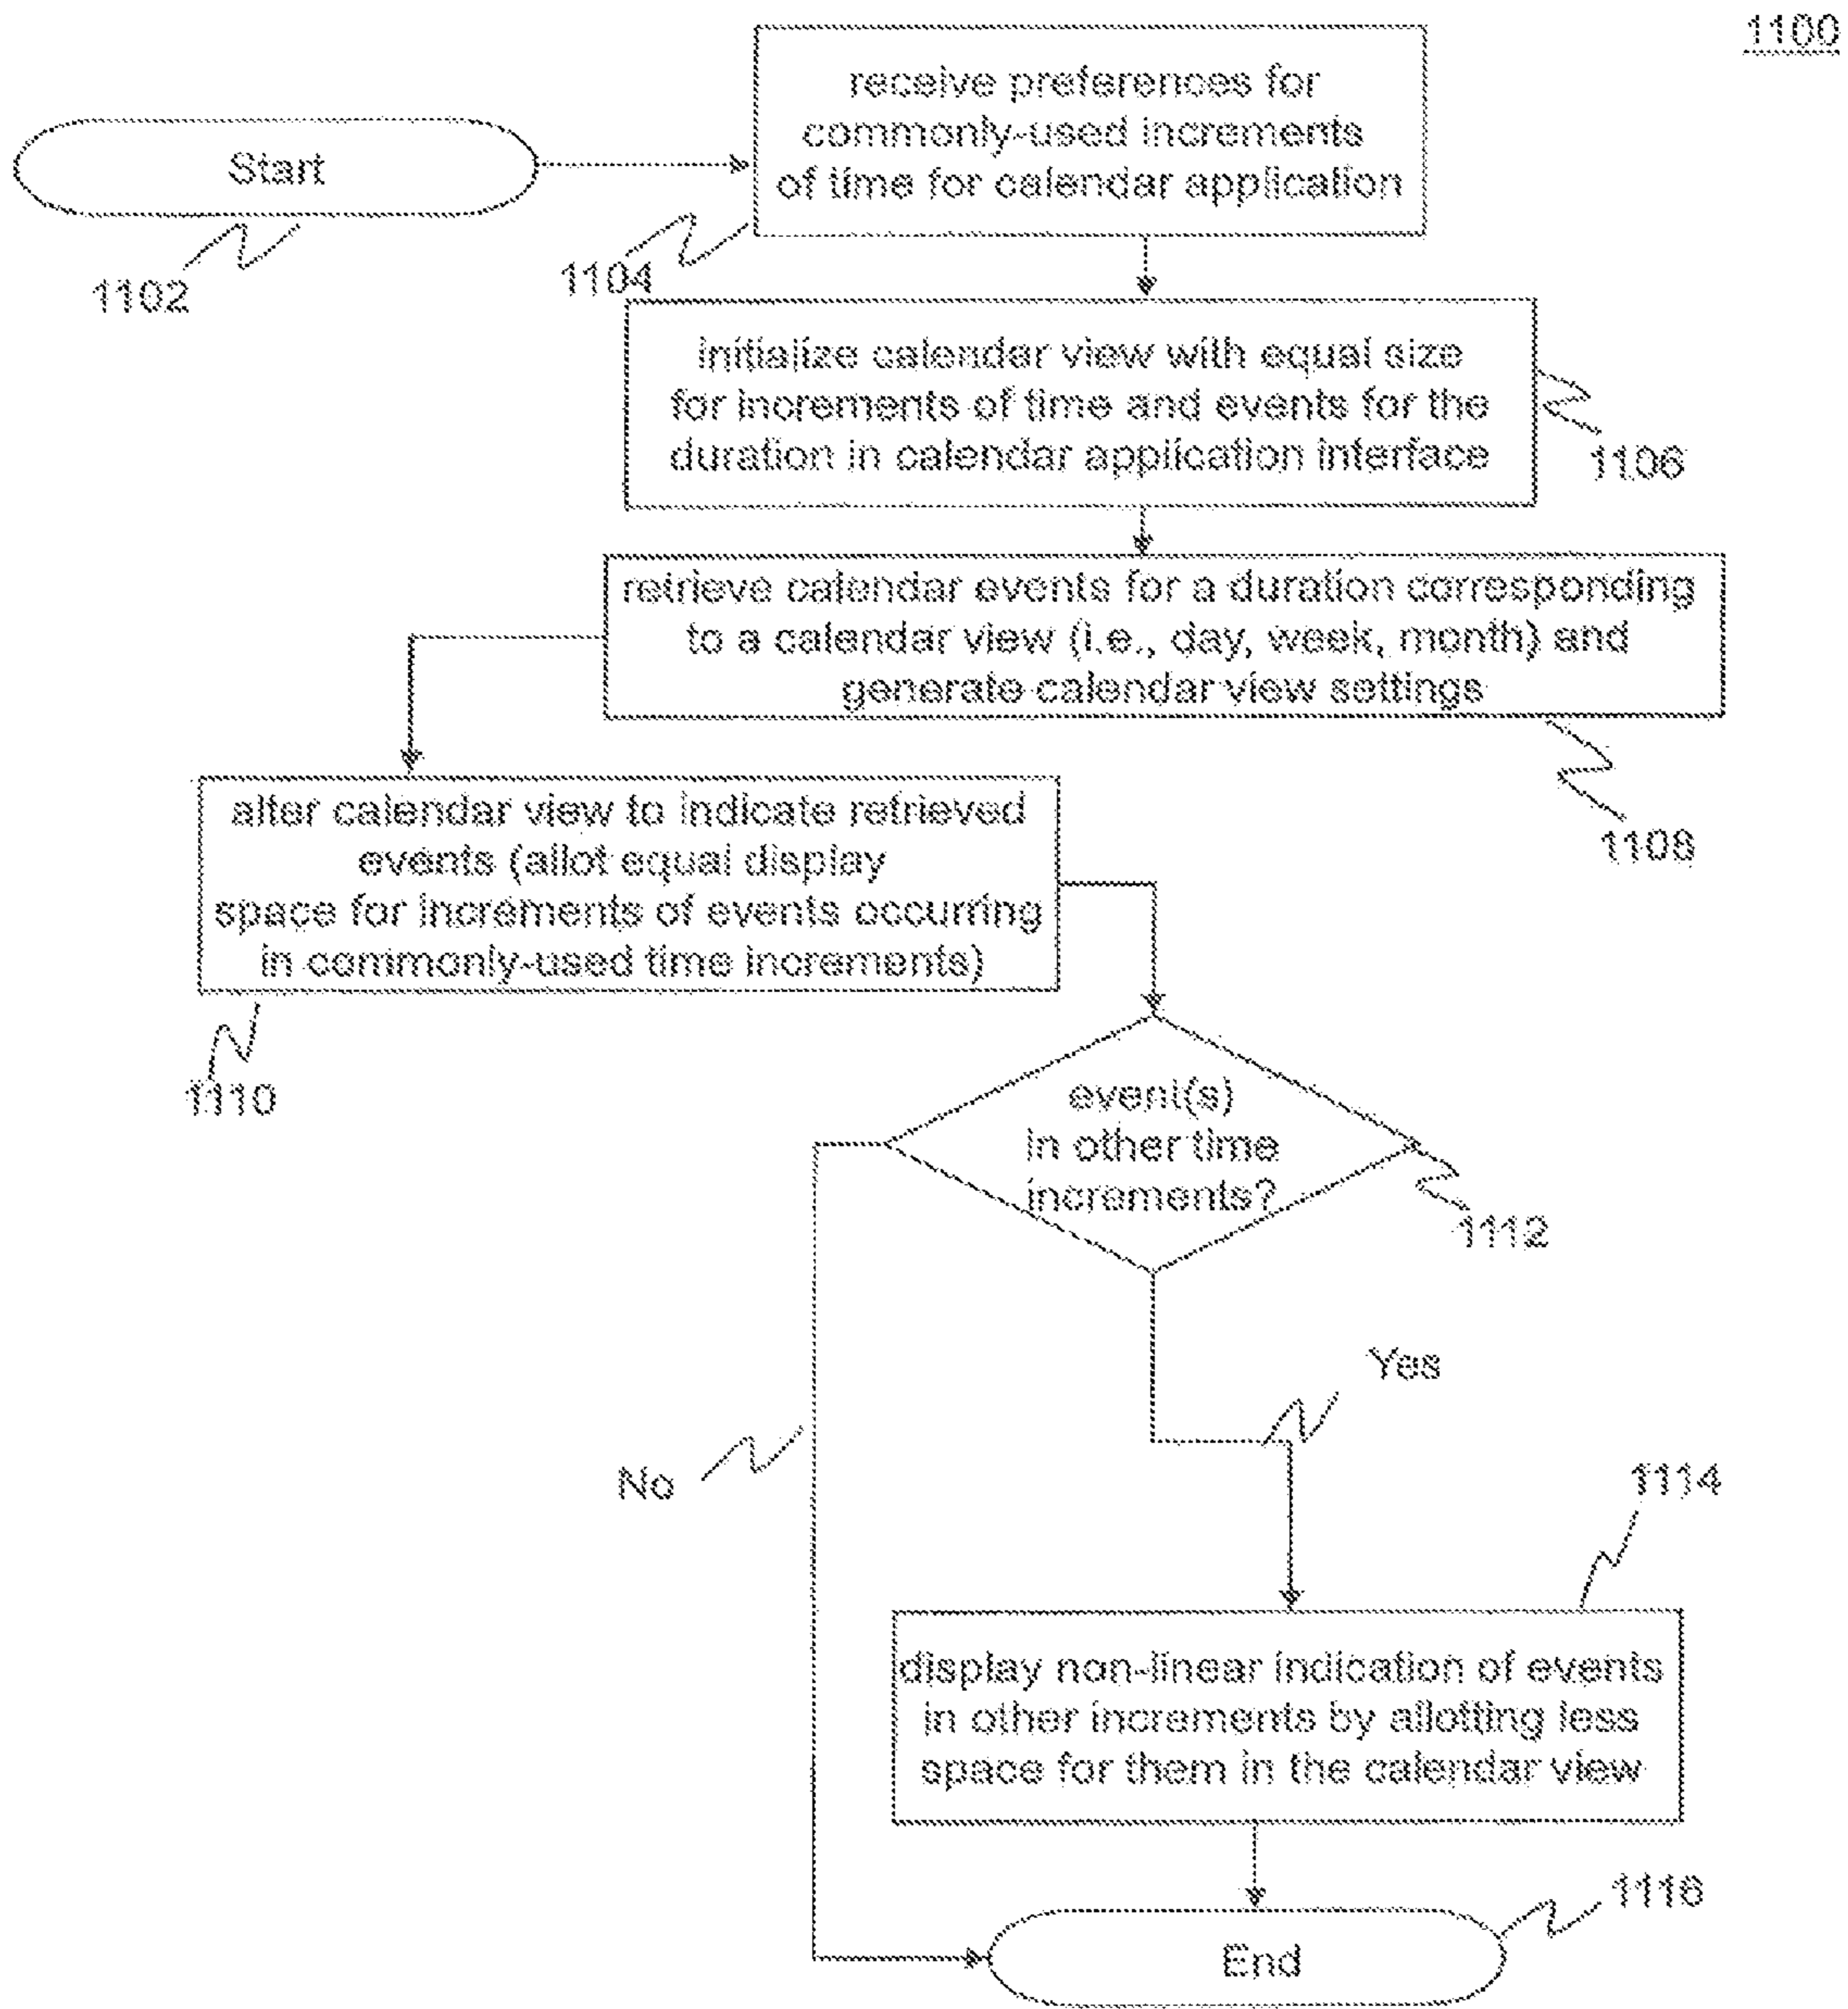 1100
receive preferences for
commonly-used increments
of time for calendar application
Start
1102
1104
initialize calendar view with equal size
for increments of time and events for the
duration in calendar application interface
1106
retrieve calendar events for a duration corresponding
to a calendar view (i.e., day, week, month) and
generate calendar view settings
1108
alter calendar view to indicate retrieved
events (allot equal display
space for increments of events occurring
in commonly-used time increments)
1110
event(s)
in other time
increments?
1112
Yes
No
1114
display non-linear indication of events
in other increments by allotting less
space for them in the calendar view
1116
End